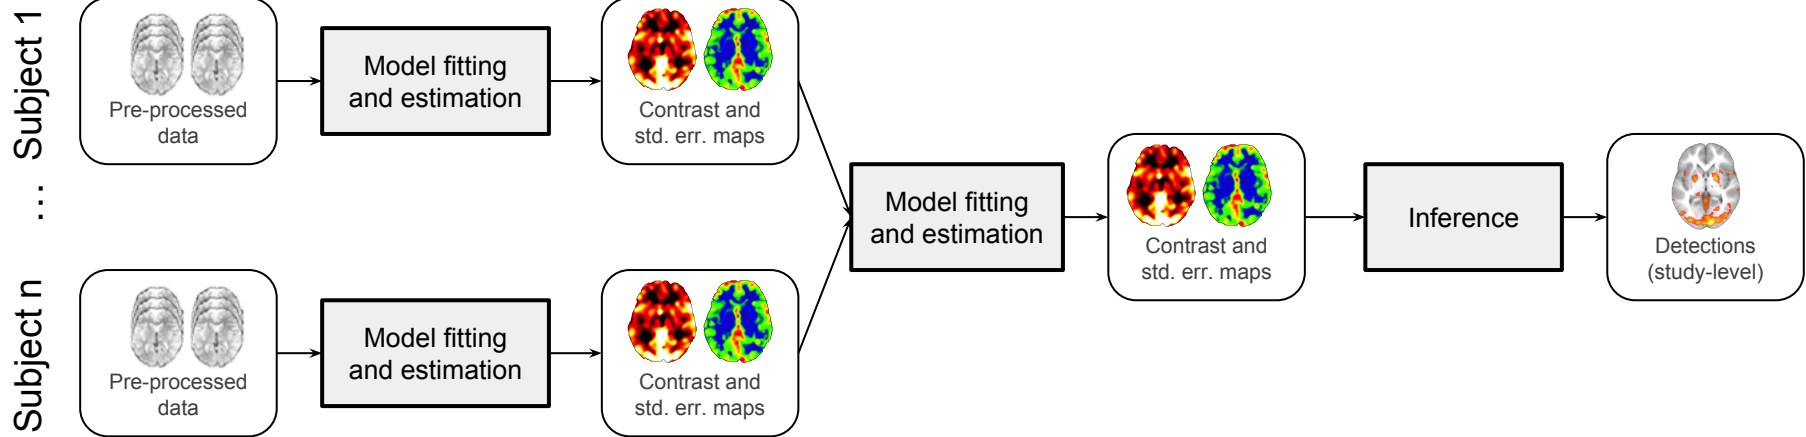 Subject 1
Pre-processed
data
Model fitting
and estimation
Contrast and
std. err. maps
...
Subject n
Pre-processed
data
Model fitting
and estimation
Contrast and
std. err. maps
Model fitting
and estimation
Contrast and
std. err. maps
Inference
Detections
(study-level)